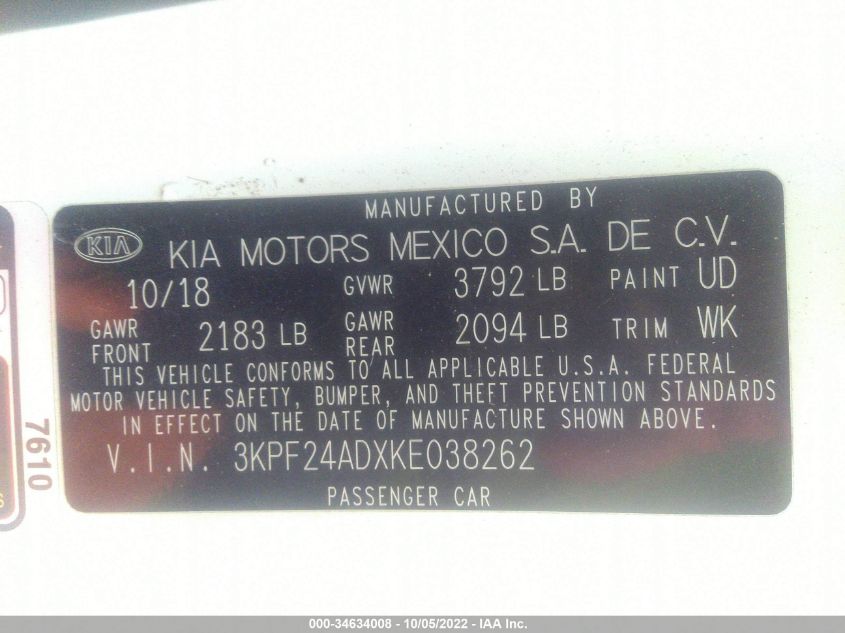 MANUFACTURED BY
KIA KIA MOTORS MEXICO S.A. DE C.V.
10/18 GVWR 3792 LB PAINT UD
GAWR FRONT 2183 LB GAWR REAR 2094 LB TRIM WK
THIS VEHICLE CONFORMS TO ALL APPLICABLE U.S.A. FEDERAL
MOTOR VEHICLE SAFETY, BUMPER, AND THEFT PREVENTION STANDARDS
IN EFFECT ON THE DATE OF MANUFACTURE SHOWN ABOVE.
V.I.N. 3KPF24ADXKE038262
PASSENGER CAR
7610
000-34634008 - 10/05/2022 - IAA Inc.